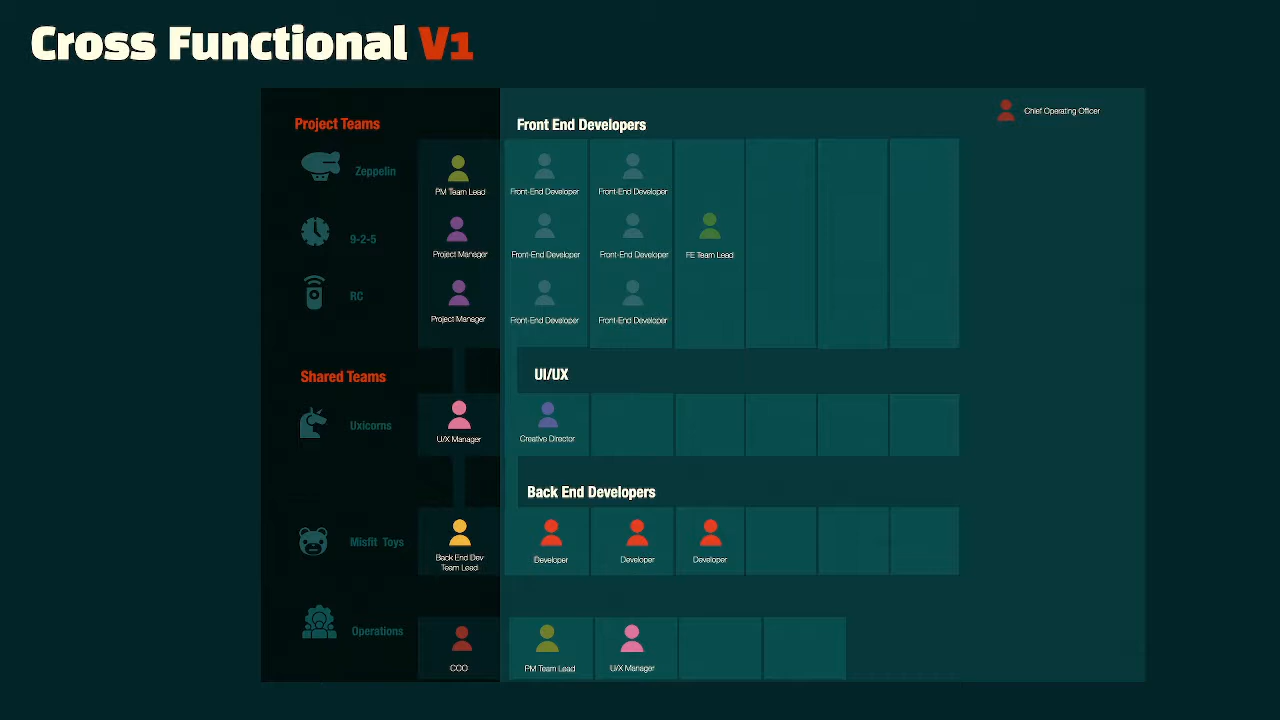 Cross Functional V1
Chief Operating Officer
Project Teams
Front End Developers
Zeppelin
PM Team Lead
Front-End Developer
Front-End Developer
9-2-5
Project Manager
Front-End Developer
Front-End Developer
FE Team Lead
RC
Project Manager
Front-End Developer
Front-End Developer
Shared Teams
UI/UX
Uxicorns
U/X Manager
Creative Director
Back End Developers
Misfit Toys
Back End Dev
Team Lead
Developer
Developer
Developer
Operations
COO
PM Team Lead
U/X Manager